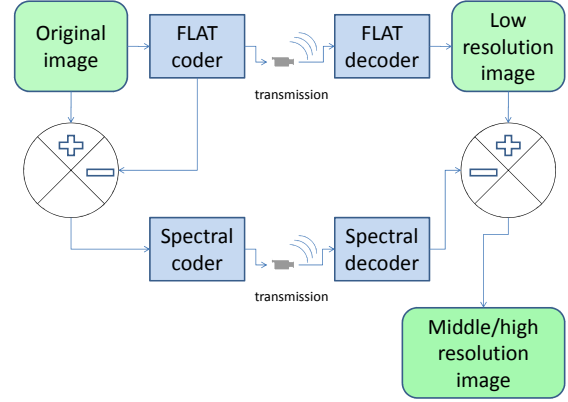 Original
image
FLAT
coder
transmission
FLAT
decoder
Low
resolution
image
Spectral
coder
transmission
Spectral
decoder
Middle/high
resolution
image